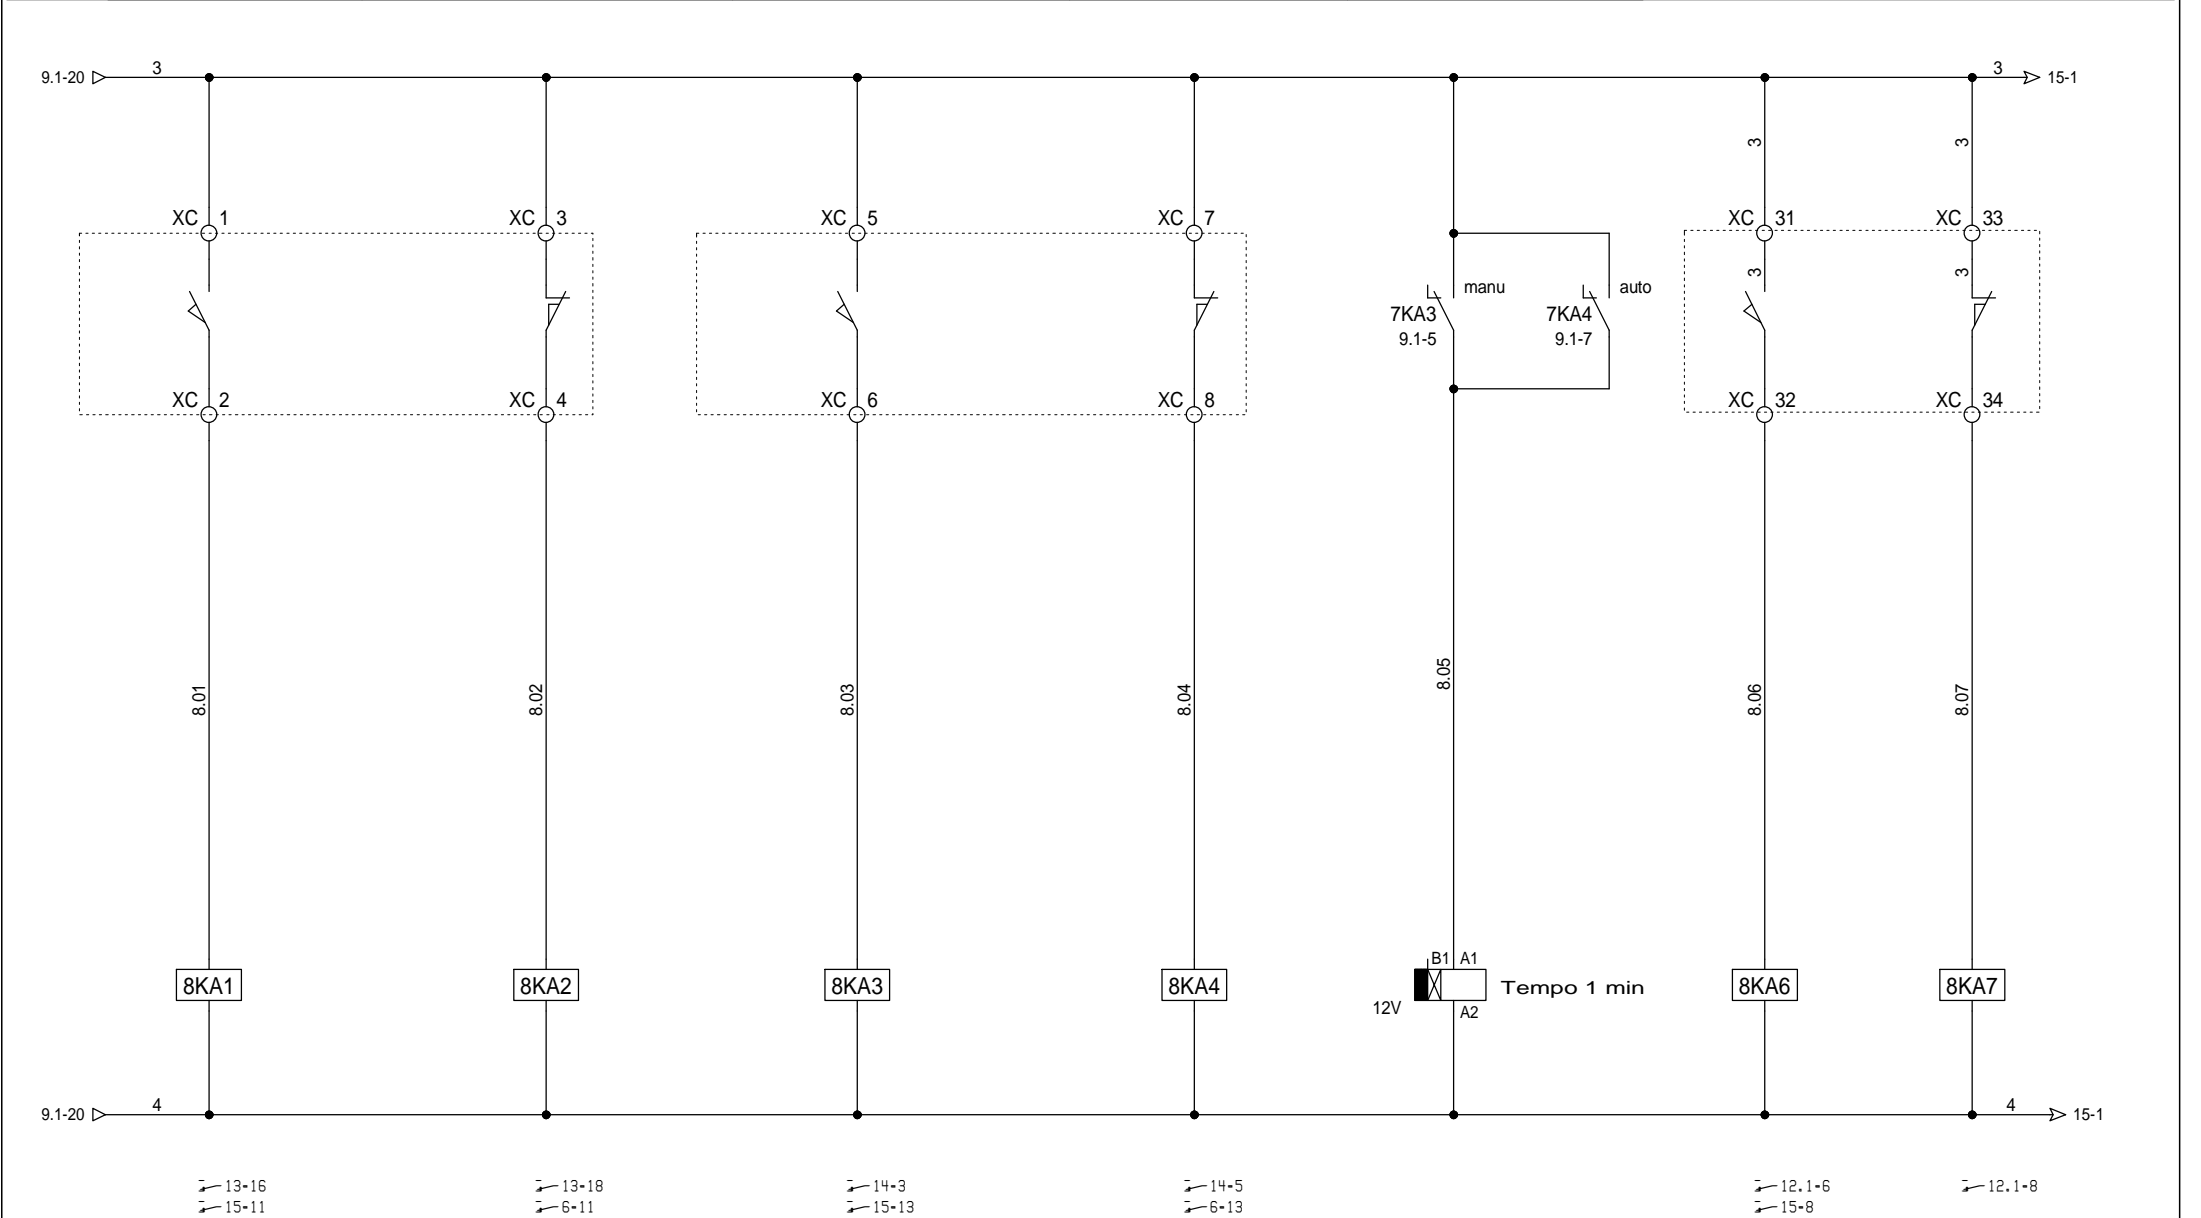 9.1-20 3 3 15-1
3 3
XC 1 XC 3 XC 5 XC 7 XC 31 XC 33
3 3
manu auto
7KA3 7KA4
9.1-5 9.1-7
XC 2 XC 4 XC 6 XC 8 XC 32 XC 34
8.01 8.02 8.03 8.04 8.05 8.06 8.07
B1 A1
8KA1 8KA2 8KA3 8KA4 Tempo 1 min 8KA6 8KA7
12V A2
9.1-20 4 4 15-1
13-16 13-18 14-3 14-5 12.1-6 12.1-8
15-11 6-11 15-13 6-13 15-8